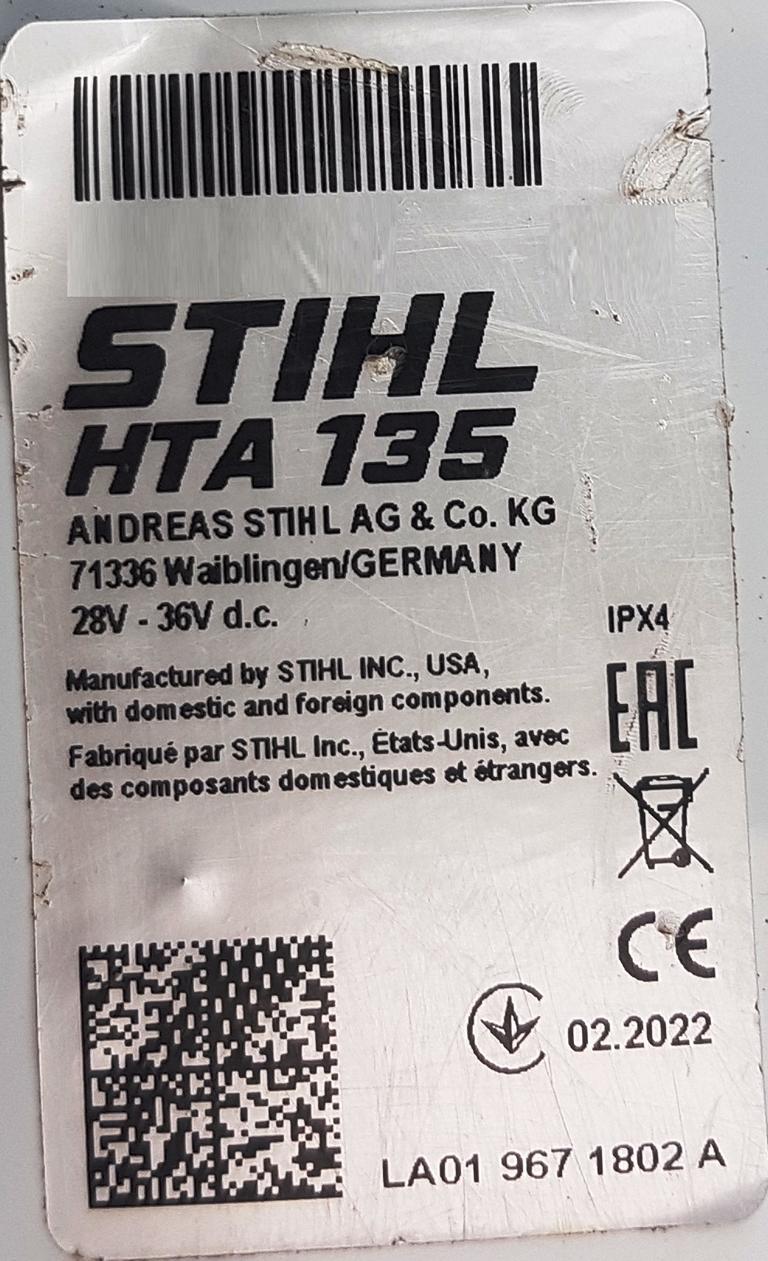 STIHL
HTA 135
ANDREAS STIHL AG & Co. KG
71336 Waiblingen/GERMANY
28V - 36V d.c.
IPX4
Manufactured by STIHL INC., USA,
with domestic and foreign components.
EAC
Fabriqué par STIHL Inc., États-Unis, avec
des composants domestiques et étrangers.
CE
02.2022
LA01 967 1802 A